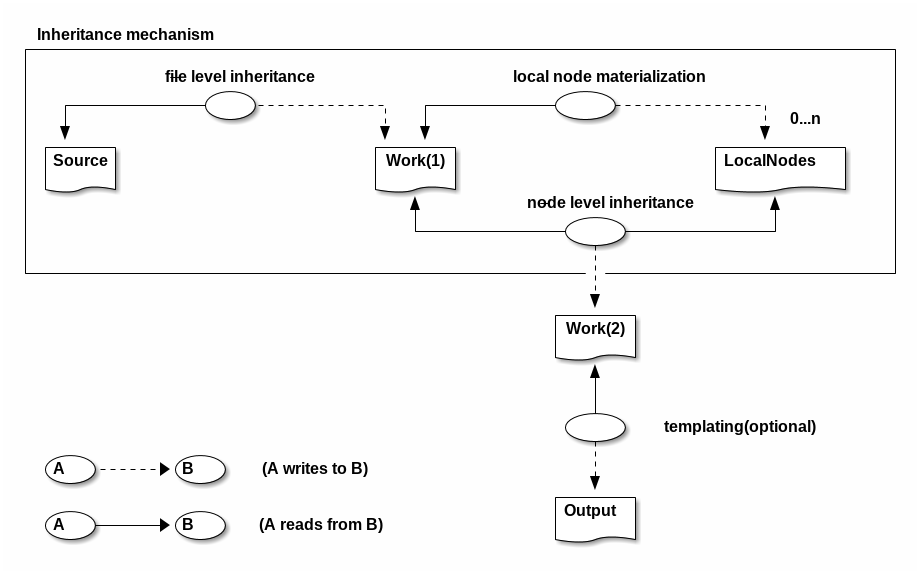 Inheritance mechanism
file level inheritance
local node materialization
0...n
Source
Work(1)
LocalNodes
node level inheritance
Work(2)
templating(optional)
A
B
(A writes to B)
Output
A
B
(A reads from B)